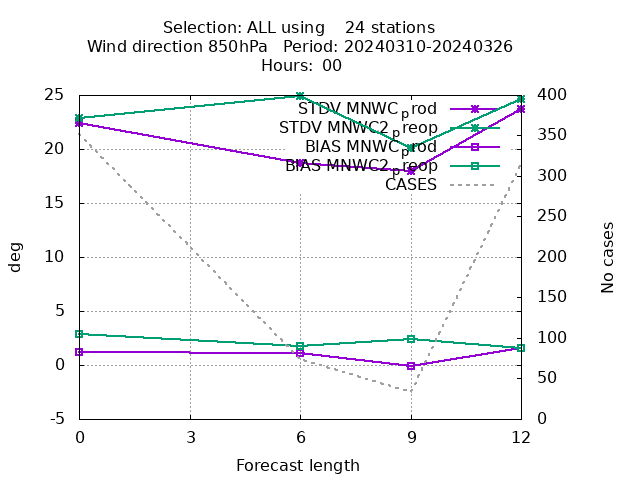 Selection: ALL using    24 stations
Wind direction 850hPa   Period: 20240310-20240326
Hours: 00
25
20
15
10
5
0
-5
deg
400
350
300
250
200
150
100
50
0
No cases
STDV MNWC_prod
STDV MNWC2_preop
BIAS MNWC_prod
BIAS MNWC2_preop
CASES
0 3 6 9 12
Forecast length